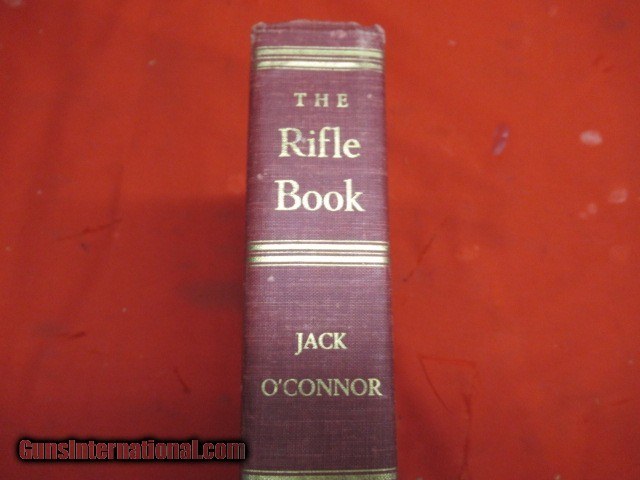 THE
Rifle
Book
JACK
O'CONNOR
GunsInternational.com